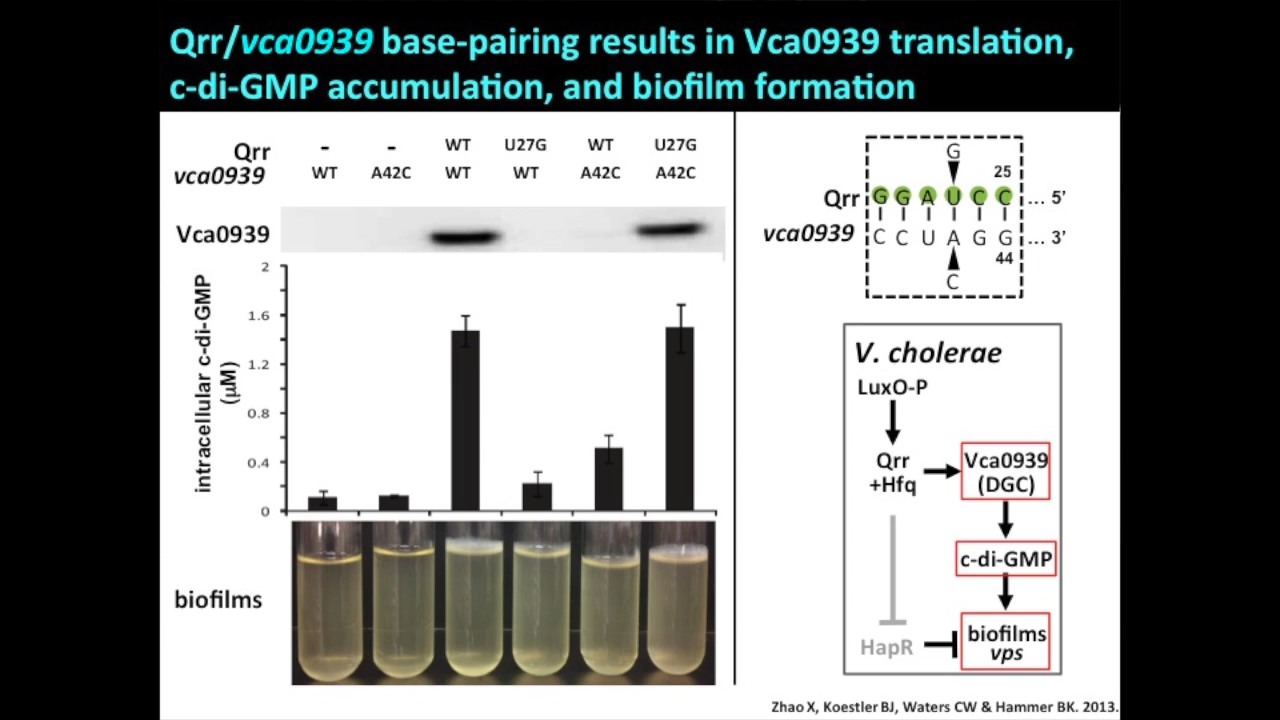 Qrr/vca0939 base-pairing results in Vca0939 translation,
c-di-GMP accumulation, and biofilm formation
Qrr - - WT U27G WT U27G
vca0939 WT A42C WT WT A42C A42C
Vca0939
intracellular c-di-GMP
(μM)
2
1.6
1.2
0.8
0.4
0
biofilms
G
25
Qrr G G A U C C ... 5’
vca0939 C C U A G G ... 3’
44
C
V. cholerae
LuxO-P
Qrr
+Hfq
Vca0939
(DGC)
c-di-GMP
HapR
biofilms
vps
Zhao X, Koestler BJ, Waters CW & Hammer BK. 2013.